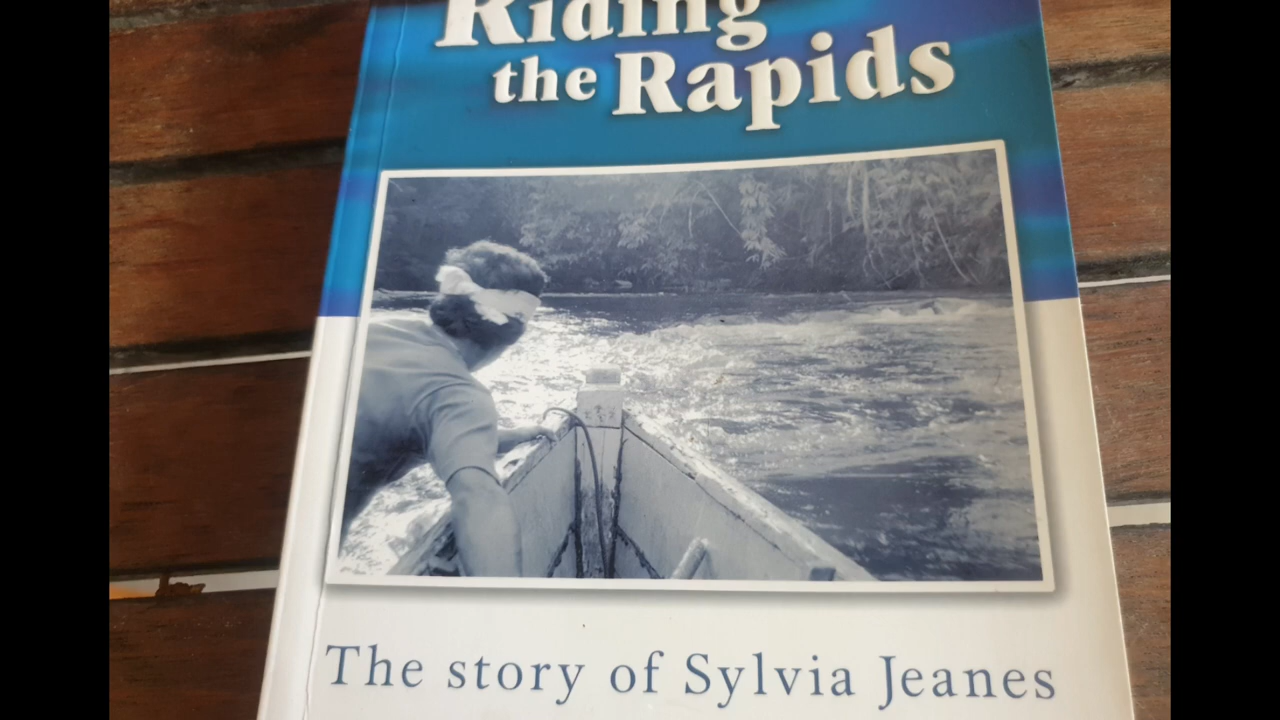 Riding
the Rapids
The story of Sylvia Jeanes